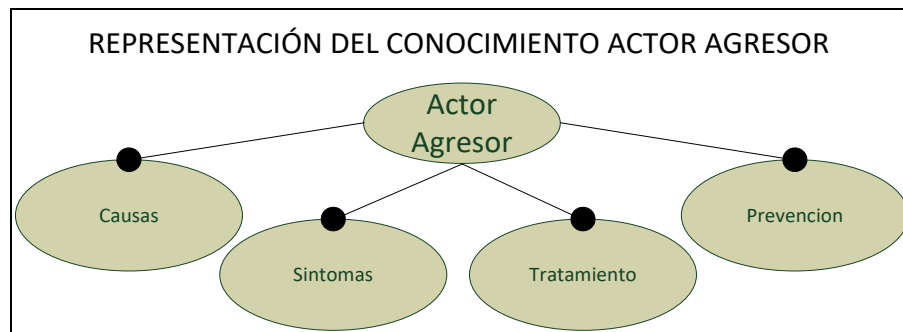 REPRESENTACIÓN DEL CONOCIMIENTO ACTOR AGRESOR
Actor
Agresor
Causas
Sintomas
Tratamiento
Prevencion